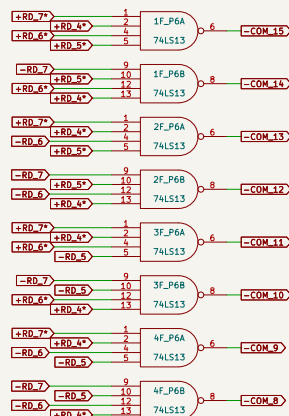 +RD_7* 1
+RD_4* 2 1F_P6A
+RD_6* 4 6 -COM_15
+RD_5* 5 74LS13
-RD_7 9
+RD_5* 10 1F_P6B
+RD_6* 12 8 -COM_14
+RD_4* 13 74LS13
+RD_7* 1
+RD_4* 2 2F_P6A
-RD_6 4 6 -COM_13
+RD_5* 5 74LS13
-RD_7 9
+RD_5* 10 2F_P6B
-RD_6 12 8 -COM_12
+RD_4* 13 74LS13
+RD_7* 1
+RD_4* 2 3F_P6A
+RD_6* 4 6 -COM_11
-RD_5 5 74LS13
-RD_7 9
-RD_5 10 3F_P6B
+RD_6* 12 8 -COM_10
+RD_4* 13 74LS13
+RD_7* 1
+RD_4* 2 4F_P6A
-RD_6 4 6 -COM_9
-RD_5 5 74LS13
-RD_7 9
-RD_5 10 4F_P6B
-RD_6 12 8 -COM_8
+RD_4* 13 74LS13